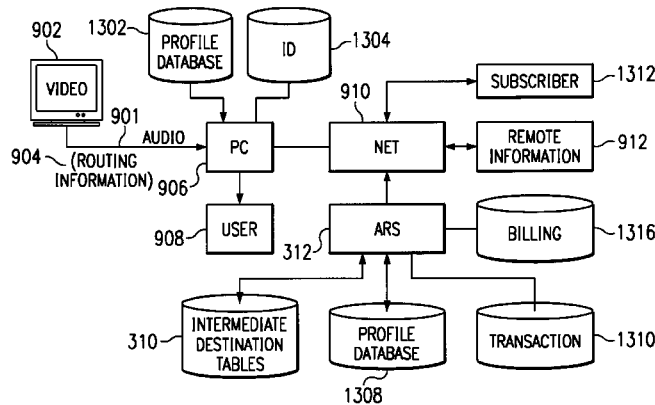 902
VIDEO
1302
PROFILE
DATABASE
ID
1304
910
SUBSCRIBER
1312
901
AUDIO
904
(ROUTING
INFORMATION)
PC
906
NET
REMOTE
INFORMATION
912
USER
908
ARS
312
BILLING
1316
310
INTERMEDIATE
DESTINATION
TABLES
PROFILE
DATABASE
1308
TRANSACTION
1310